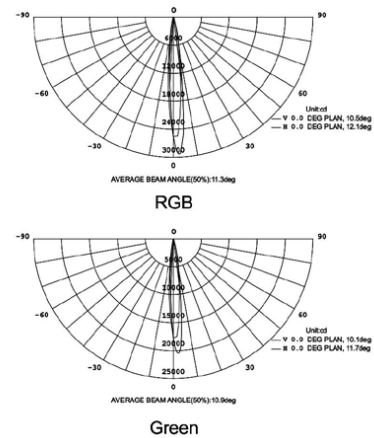 0
-90 90
6000
12000
18000
-60 60
24000
Unit:cd
V 0.0 DEG PLAN, 10.5deg
H 0.0 DEG PLAN, 12.1deg
-30 30
30000
0
AVERAGE BEAM ANGLE(50%):11.3deg
RGB
0
-90 90
5000
10000
-60 60
15000
Unit:cd
V 0.0 DEG PLAN, 10.1deg
H 0.0 DEG PLAN, 11.7deg
20000
-30 30
25000
0
AVERAGE BEAM ANGLE(50%):10.9deg
Green